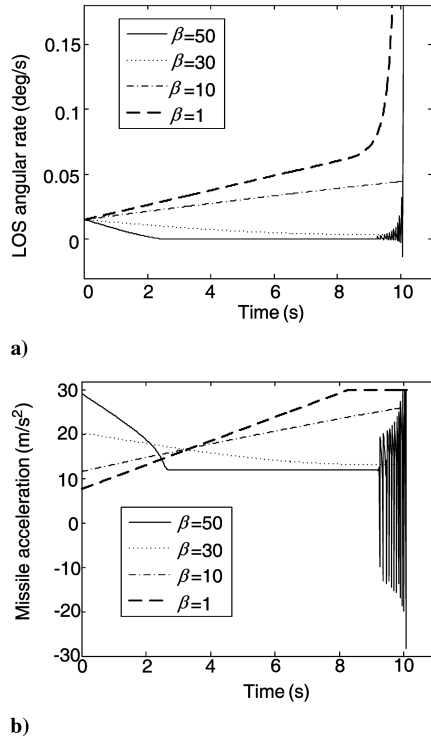 0.15
0.1
0.05
0
LOS angular rate (deg/s)
β=50
β=30
β=10
β=1
0 2 4 6 8 10
Time (s)
a)
30
20
10
0
-10
-20
-30
Missile acceleration (m/s²)
β=50
β=30
β=10
β=1
0 2 4 6 8 10
Time (s)
b)